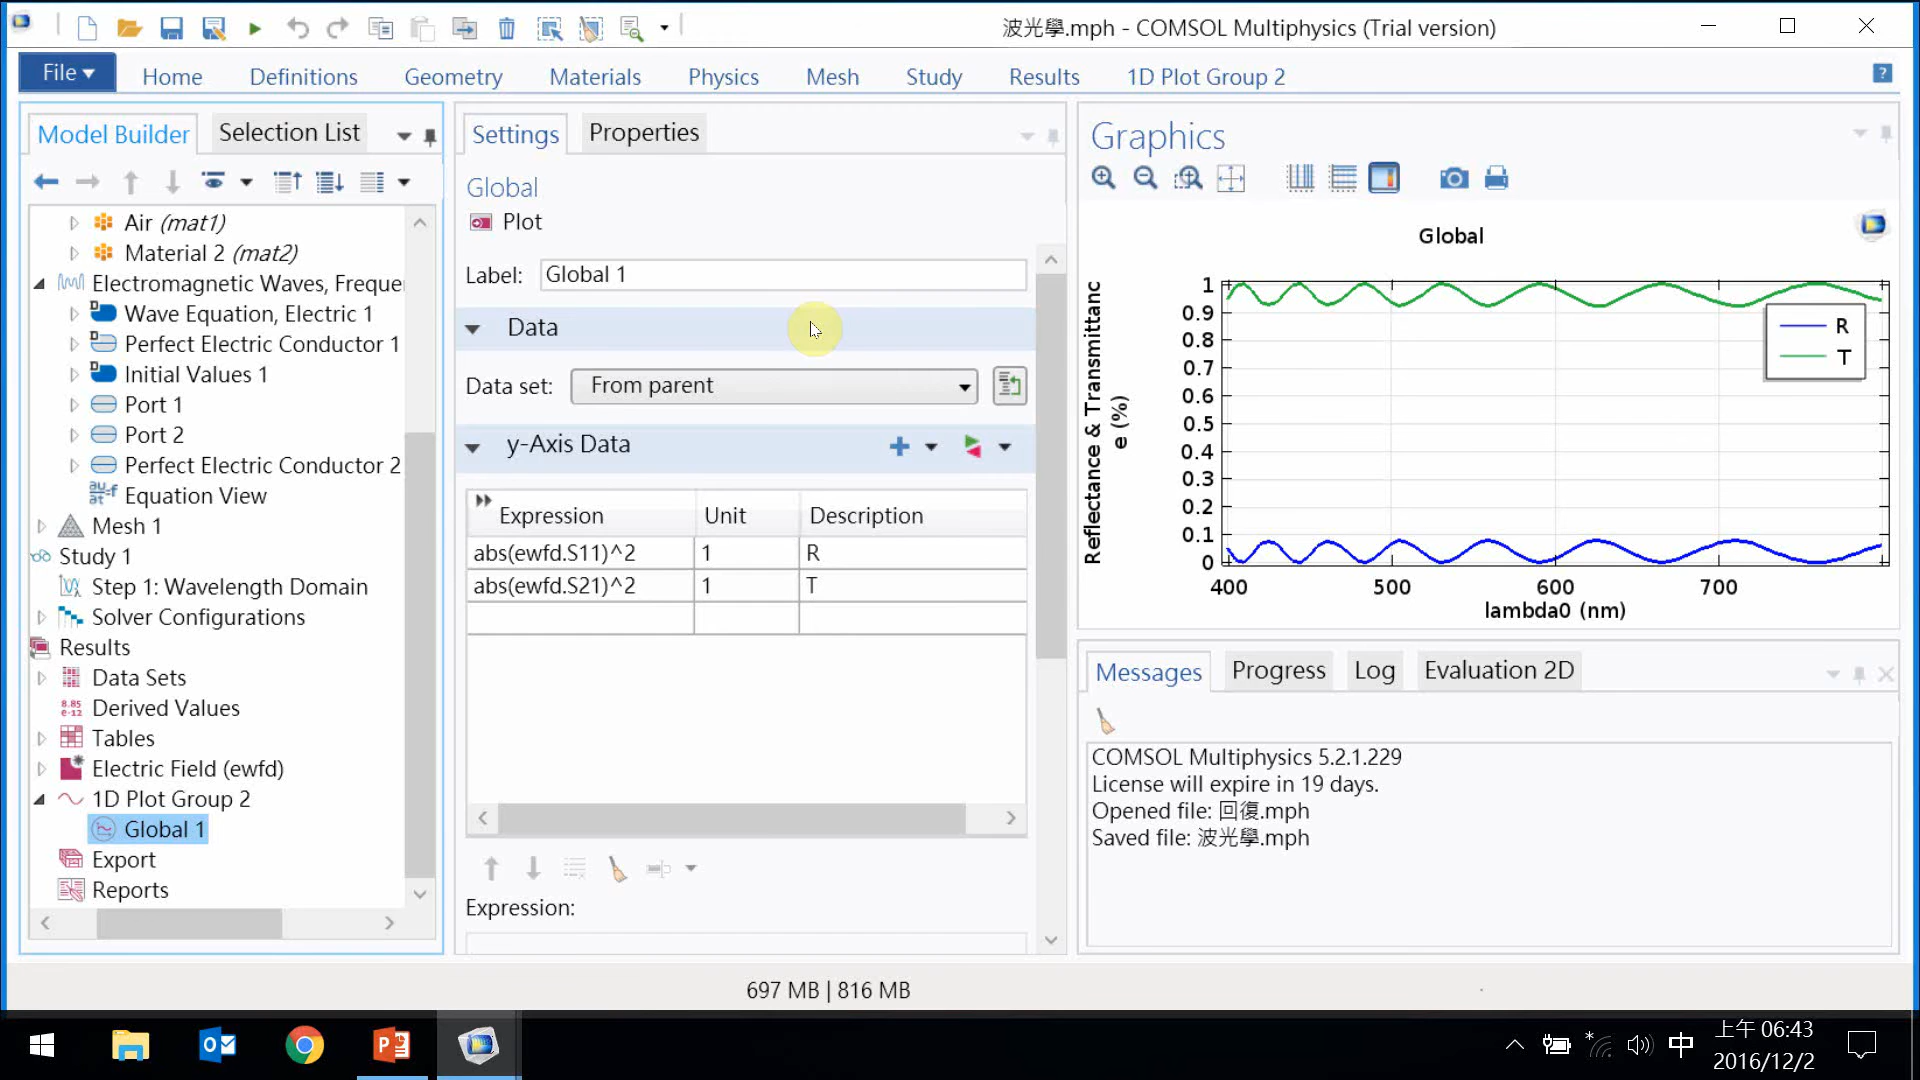 波光學.mph - COMSOL Multiphysics (Trial version)
File
Home
Definitions
Geometry
Materials
Physics
Mesh
Study
Results
1D Plot Group 2
?
Model Builder
Selection List
Air (mat1)
Material 2 (mat2)
Electromagnetic Waves, Freque
Wave Equation, Electric 1
Perfect Electric Conductor 1
Initial Values 1
Port 1
Port 2
Perfect Electric Conductor 2
Equation View
Mesh 1
Study 1
Step 1: Wavelength Domain
Solver Configurations
Results
Data Sets
8.85
e-12
Derived Values
Tables
Electric Field (ewfd)
1D Plot Group 2
Global 1
Export
Reports
Settings
Properties
Global
Plot
Label:
Global 1
Data
Data set:
From parent
y-Axis Data
Expression
Unit
Description
abs(ewfd.S11)^2
1
R
abs(ewfd.S21)^2
1
T
Expression:
Graphics
Global
Reflectance & Transmittanc
e (%)
1
0.9
0.8
0.7
0.6
0.5
0.4
0.3
0.2
0.1
0
400
500
600
700
lambda0 (nm)
R
T
Messages
Progress
Log
Evaluation 2D
COMSOL Multiphysics 5.2.1.229
License will expire in 19 days.
Opened file: 回復.mph
Saved file: 波光學.mph
697 MB | 816 MB
中
上午 06:43
2016/12/2